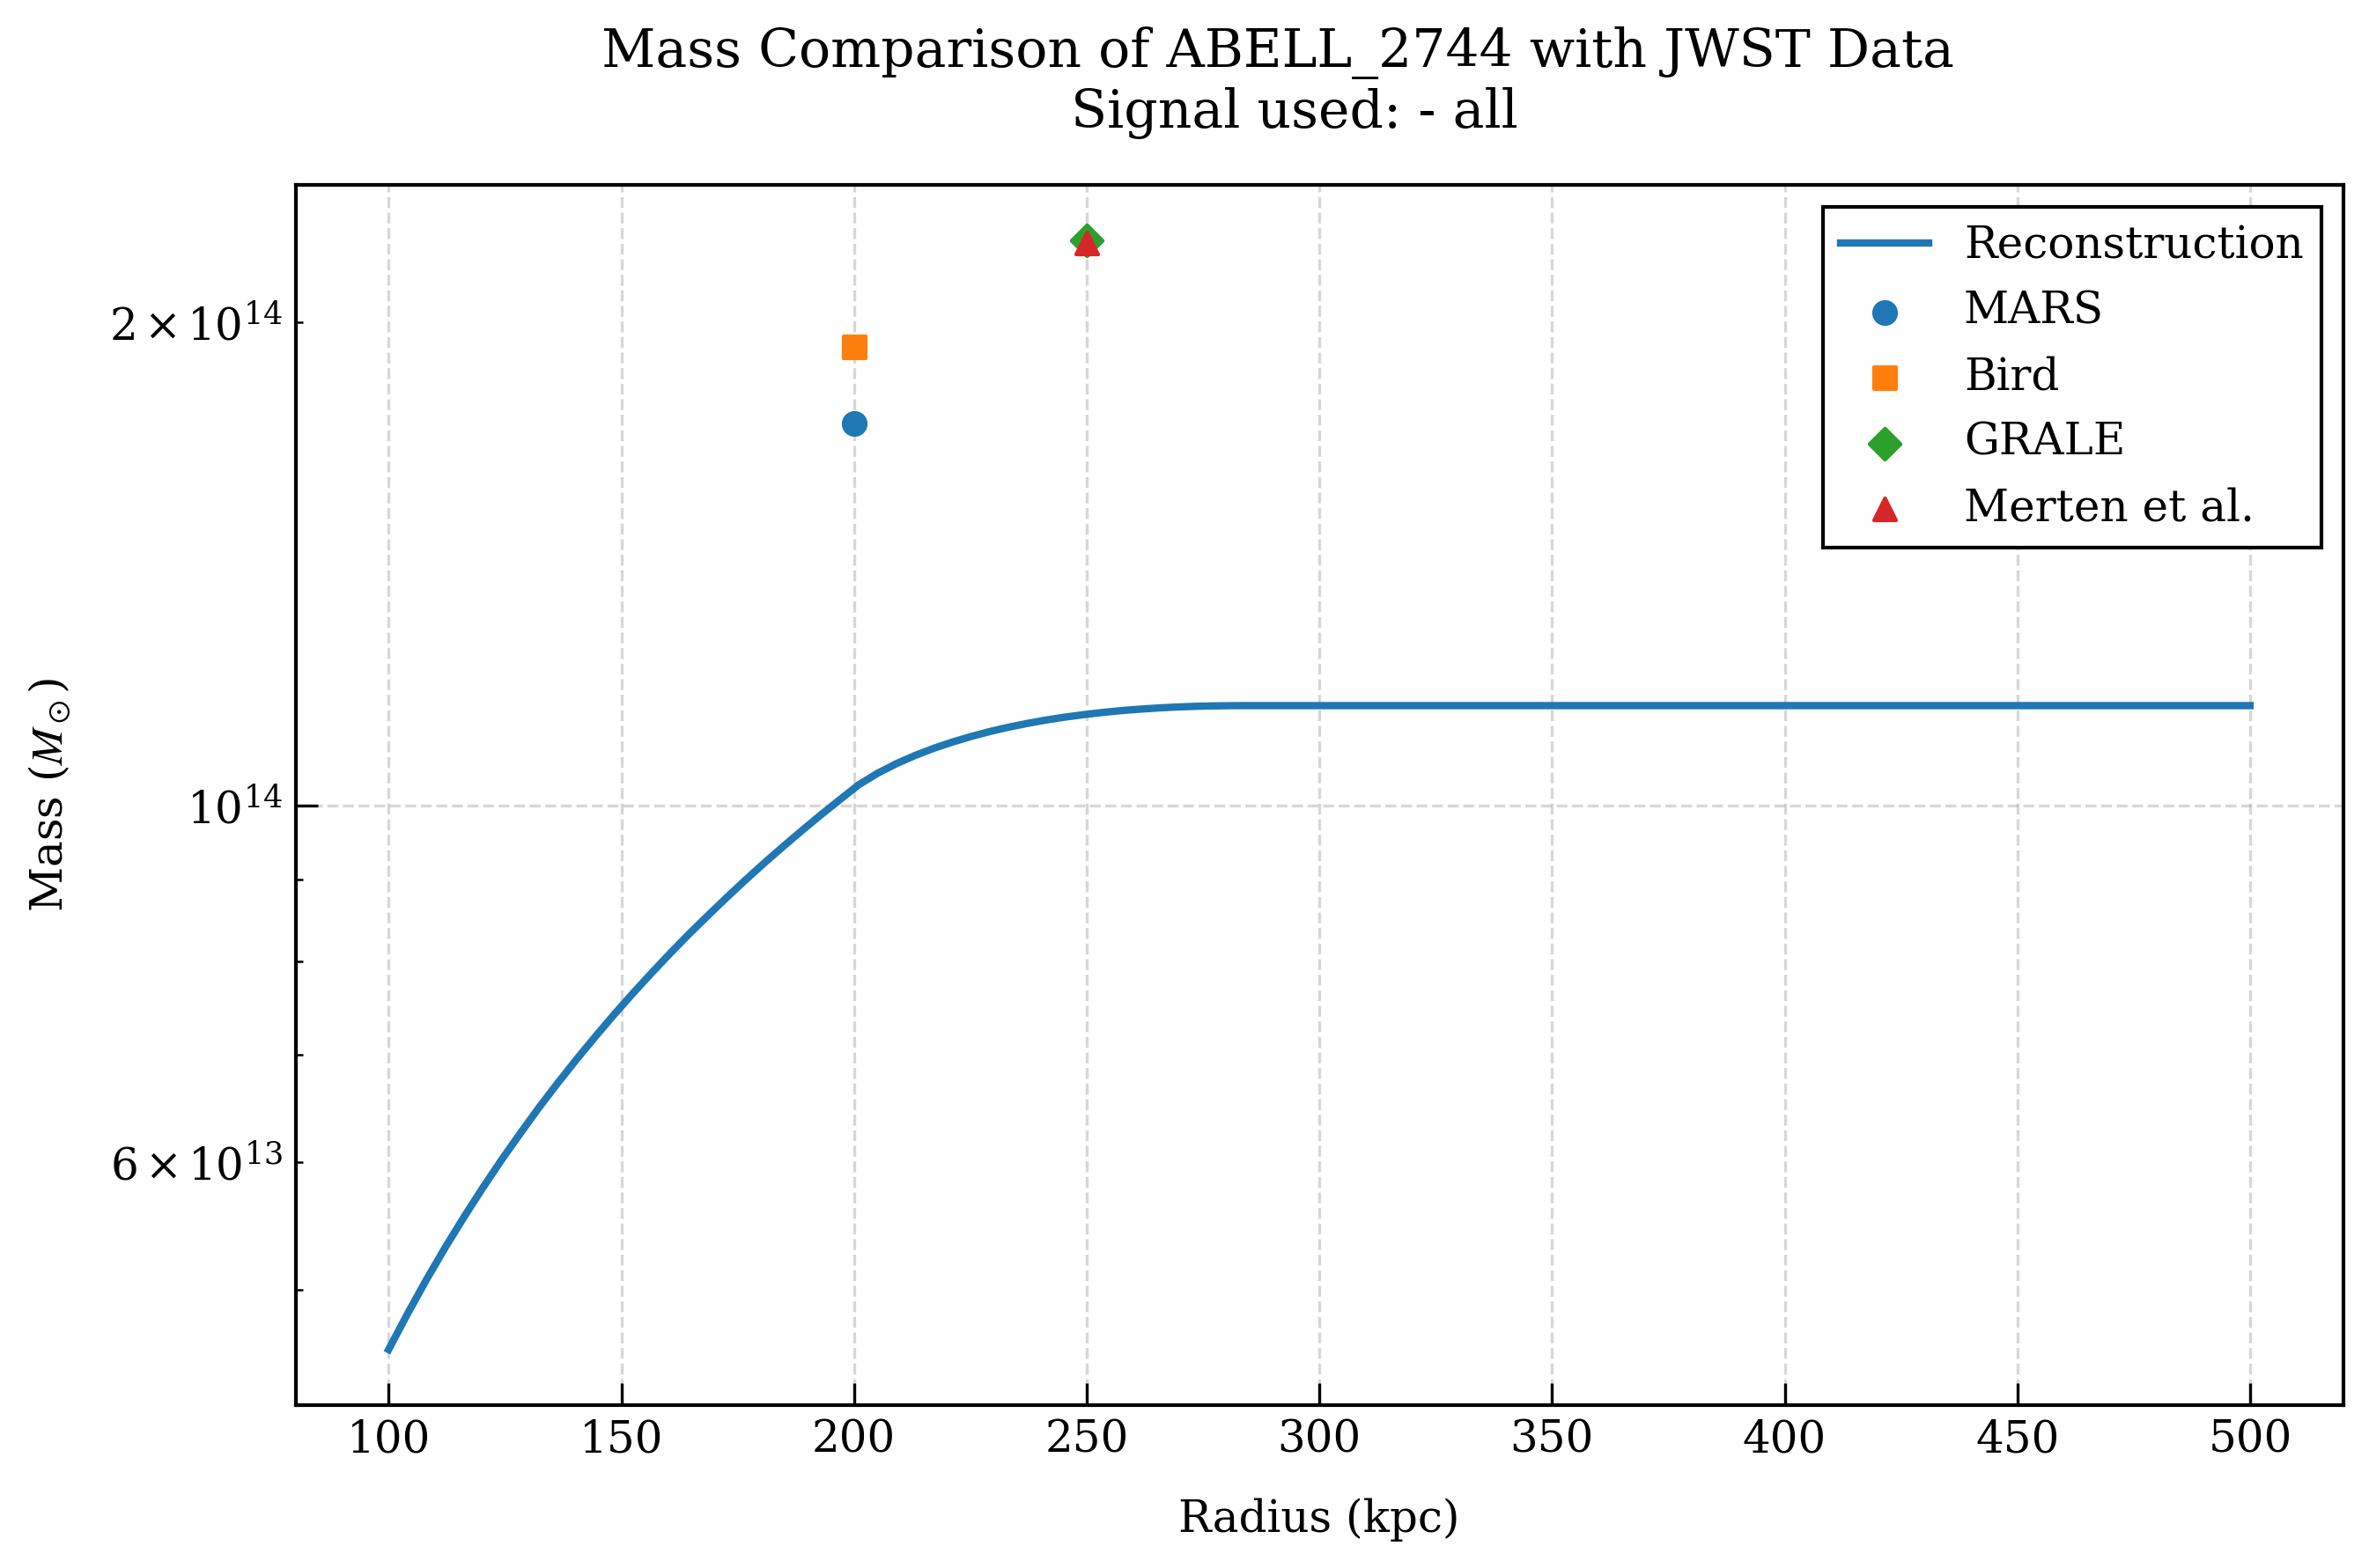 Mass Comparison of ABELL_2744 with JWST Data
Signal used: - all
Reconstruction
MARS
Bird
GRALE
Merten et al.
2 × 10^14
10^14
6 × 10^13
Mass (M_⊙)
100 150 200 250 300 350 400 450 500
Radius (kpc)